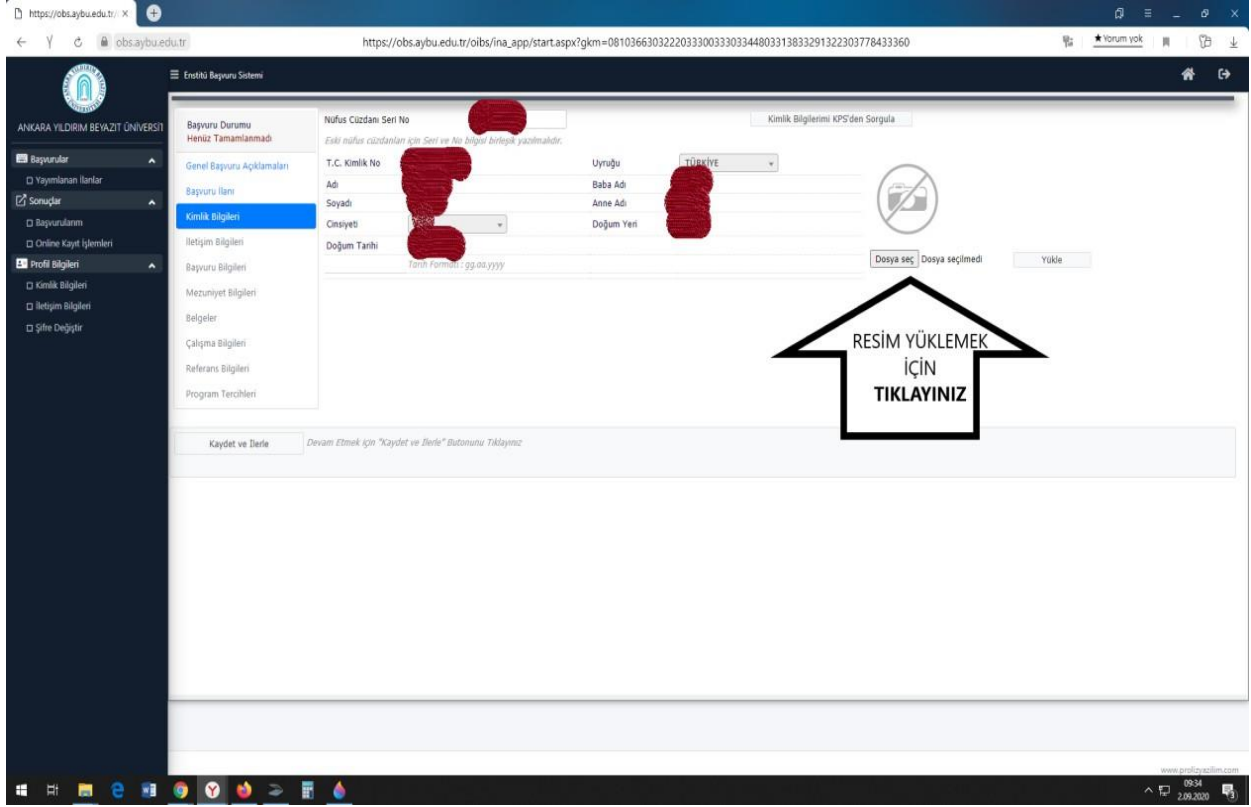 https://obs.aybu.edu.tr/
obs.aybu.edu.tr
https://obs.aybu.edu.tr/oibs/ina_app/start.aspx?gkm=081036630322203330033303344803313833291322303778433360
Yorum yok
Enstitü Başvuru Sistemi
ANKARA YILDIRIM BEYAZIT ÜNİVERSİT
Başvurular
Yayımlanan İlanlar
Sonuçlar
Başvurularım
Online Kayıt İşlemleri
Profil Bilgileri
Kimlik Bilgileri
İletişim Bilgileri
Şifre Değiştir
Başvuru Durumu
Henüz Tamamlanmadı
Genel Başvuru Açıklamaları
Başvuru İlanı
Kimlik Bilgileri
İletişim Bilgileri
Başvuru Bilgileri
Mezuniyet Bilgileri
Belgeler
Çalışma Bilgileri
Referans Bilgileri
Program Tercihleri
Nüfus Cüzdanı Seri No
Kimlik Bilgilerimi KPS'den Sorgula
Eski nüfus cüzdanları için Seri ve No bilgisi birleşik yazılmalıdır.
T.C. Kimlik No
Uyruğu
TÜRKİYE
Adı
Baba Adı
Soyadı
Anne Adı
Cinsiyeti
Doğum Yeri
Doğum Tarihi
Tarih Formatı : gg.aa.yyyy
Dosya seç Dosya seçilmedi
Yükle
RESİM YÜKLEMEK
İÇİN
TIKLAYINIZ
Kaydet ve İlerle
Devam Etmek için "Kaydet ve İlerle" Butonunu Tıklayınız
www.prolizyazilim.com
09:34
2.09.2020